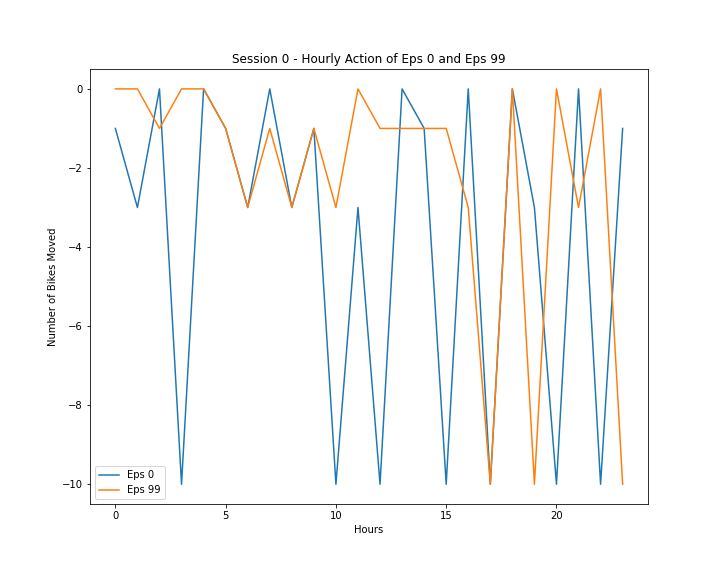 Session 0 - Hourly Action of Eps 0 and Eps 99
Number of Bikes Moved
0
−2
−4
−6
−8
−10
Eps 0
Eps 99
0 5 10 15 20
Hours